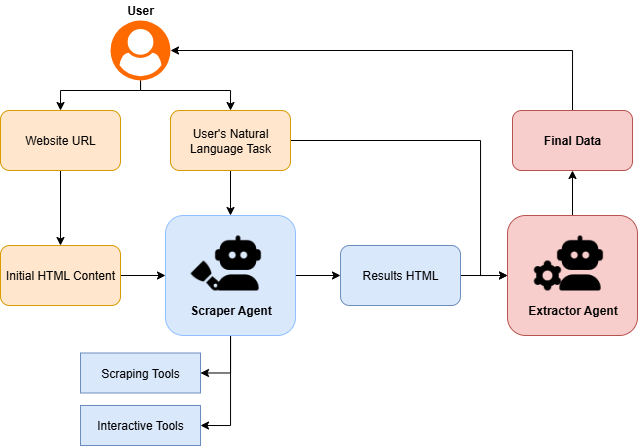 User
Website URL
User's Natural
Language Task
Final Data
Initial HTML Content
Scraper Agent
Results HTML
Extractor Agent
Scraping Tools
Interactive Tools